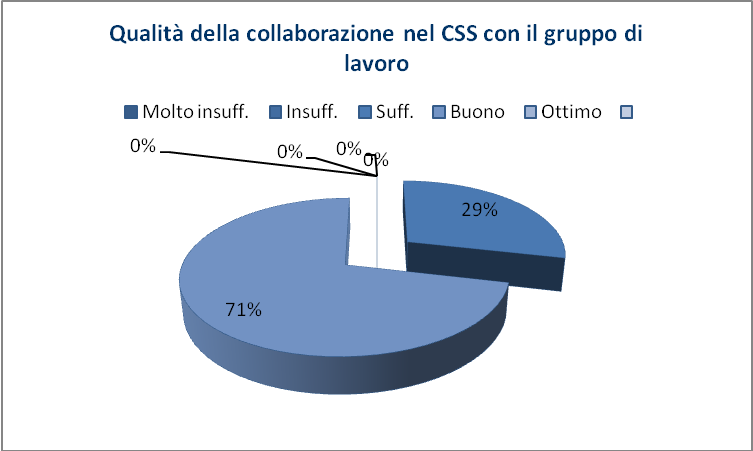 Qualità della collaborazione nel CSS con il gruppo di
lavoro
Molto insuff. Insuff. Suff. Buono Ottimo
0% 0% 0% 0%
29%
71%